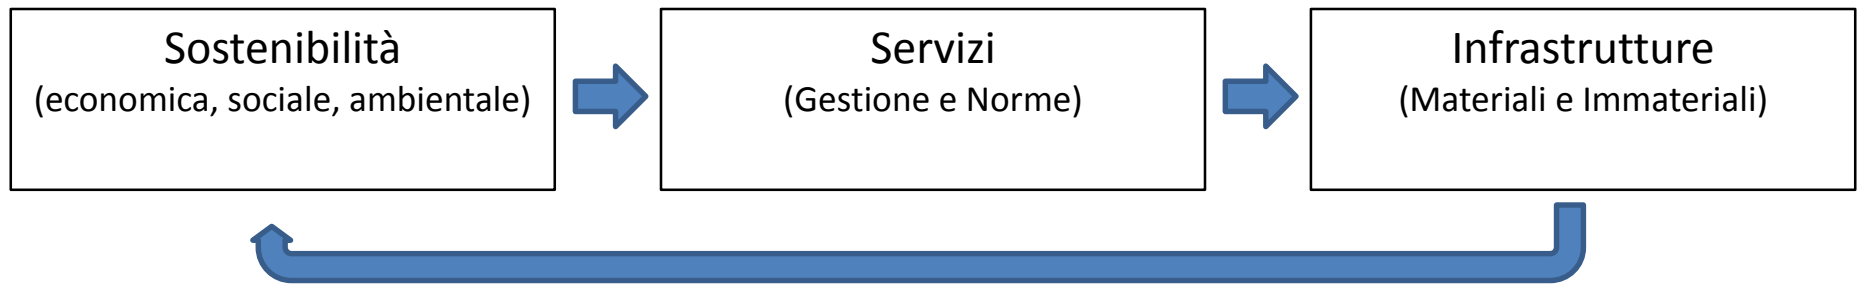 Sostenibilità
(economica, sociale, ambientale)
Servizi
(Gestione e Norme)
Infrastrutture
(Materiali e Immateriali)